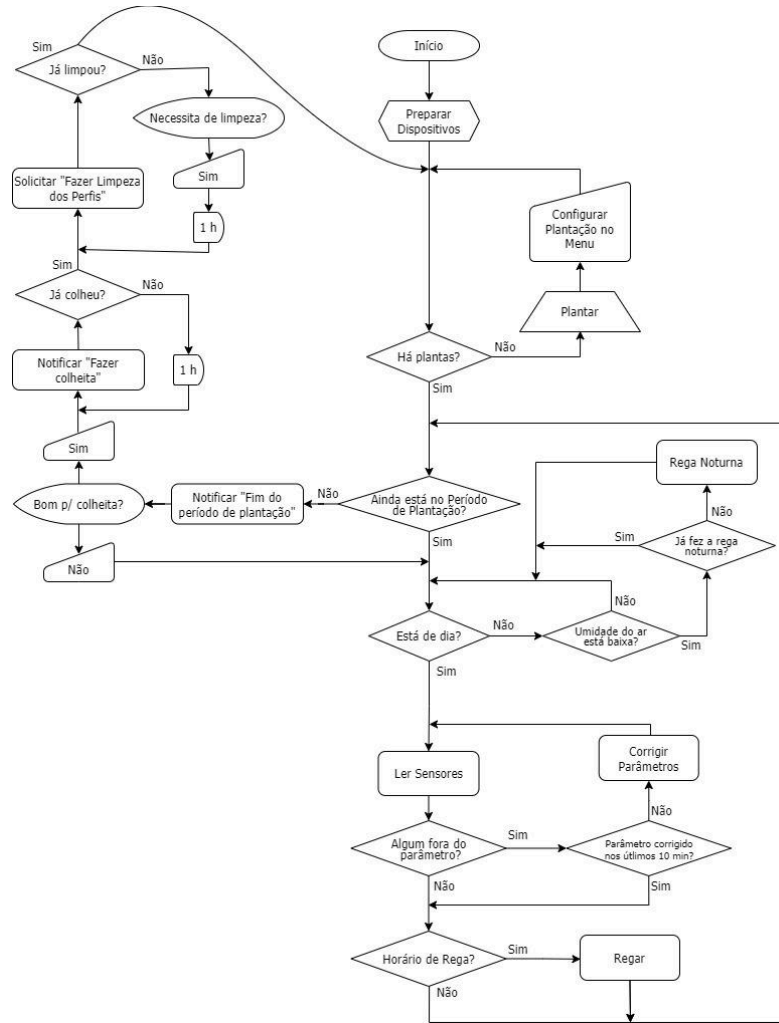 Início
Preparar
Dispositivos
Há plantas?
Não
Sim
Plantar
Configurar
Plantação no
Menu
Ainda está no Período
de Plantação?
Não
Sim
Notificar "Fim do
período de plantação"
Bom p/ colheita?
Sim
Não
Notificar "Fazer
colheita"
Já colheu?
Sim
Não
1 h
Solicitar "Fazer Limpeza
dos Perfis"
Já limpou?
Sim
Não
Necessita de limpeza?
Sim
1 h
Está de dia?
Não
Sim
Umidade do ar
está baixa?
Não
Sim
Já fez a rega
noturna?
Sim
Não
Rega Noturna
Ler Sensores
Algum fora do
parâmetro?
Sim
Não
Parâmetro corrigido
nos útlimos 10 min?
Não
Sim
Corrigir
Parâmetros
Horário de Rega?
Sim
Não
Regar